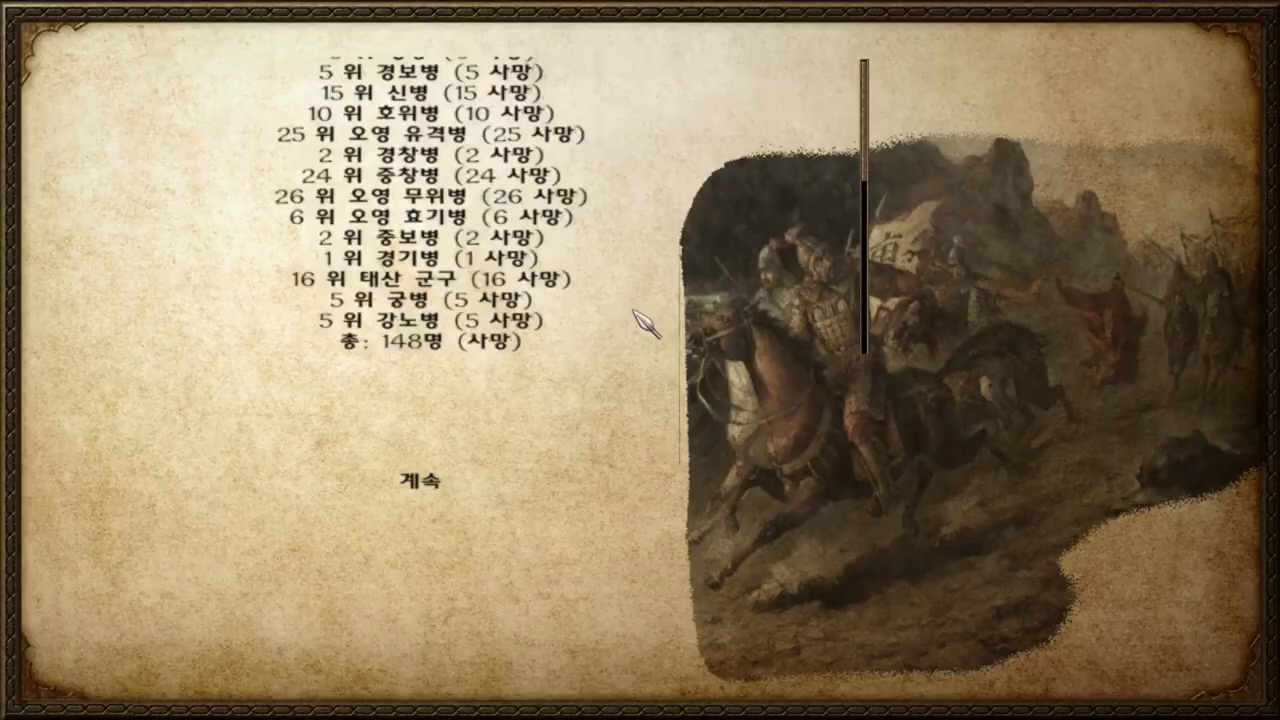 5 위 경보병 (5 사망)
15 위 신병 (15 사망)
10 위 호위병 (10 사망)
25 위 오영 유격병 (25 사망)
2 위 경창병 (2 사망)
24 위 중창병 (24 사망)
26 위 오영 무위병 (26 사망)
6 위 오영 효기병 (6 사망)
2 위 중보병 (2 사망)
1 위 경기병 (1 사망)
16 위 태산 군구 (16 사망)
5 위 궁병 (5 사망)
5 위 강노병 (5 사망)
총: 148명 (사망)
계속